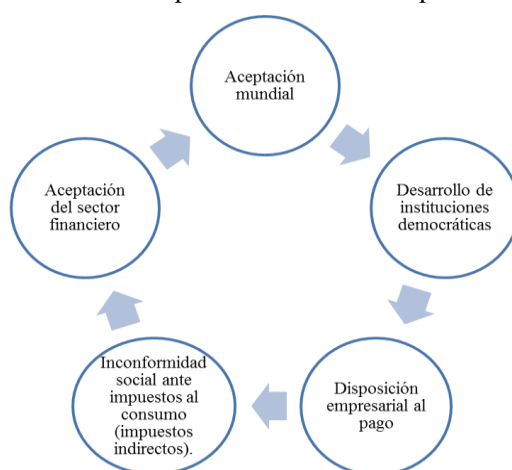 Aceptación
mundial
Desarrollo de
instituciones
democráticas
Disposición
empresarial al
pago
Inconformidad
social ante
impuestos al
consumo
(impuestos
indirectos).
Aceptación
del sector
financiero